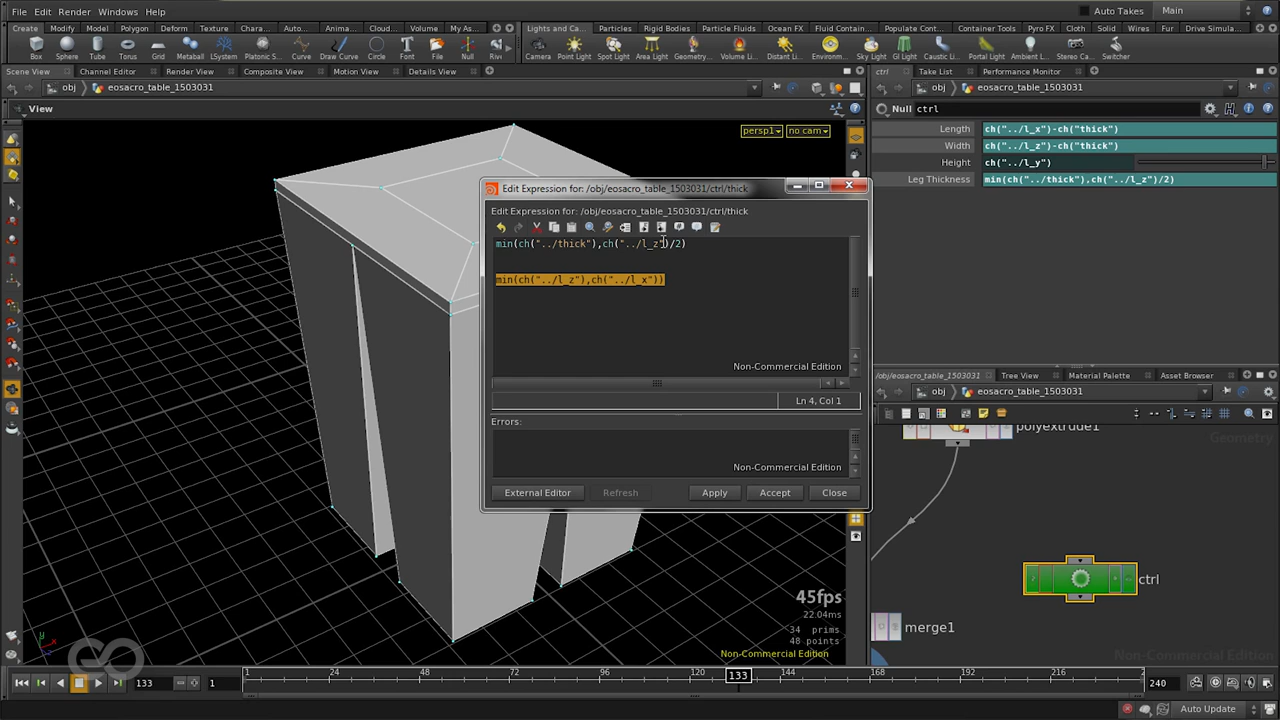 File Edit Render Windows Help
Auto Takes Main
Create Modify Model Polygon Deform Texture Chara... Auto... Anima... Cloud... Volume My As...
Lights and Ca... Particles Rigid Bodies Particle Fluids Ocean FX Fluid Contain... Populate Conta... Container Tools Pyro FX Cloth Solid Wires Fur Drive Simula...
Box Sphere Tube Torus Grid Metaball LSystem Platonic S... Curve Draw Curve Circle Font File Null Riv
Camera Point Light Spot Light Area Light Geometry... Volume Li... Distant Li... Environm... Sky Light GI Light Caustic Light Portal Light Ambient L... Stereo Ca... Switcher
Scene View Channel Editor Render View Composite View Motion View Details View
ctrl Take List Performance Monitor
obj eosacro_table_1503031
obj eosacro_table_1503031
View
Null ctrl
persp1 no cam
Length ch("../l_x")-ch("thick")
Width ch("../l_z")-ch("thick")
Height ch("../l_y")
Leg Thickness min(ch("../thick"),ch("../l_z")/2)
Edit Expression for: /obj/eosacro_table_1503031/ctrl/thick
Edit Expression for: /obj/eosacro_table_1503031/ctrl/thick
min(ch("../thick"),ch("../l_z")/2)
min(ch("../l_z"),ch("../l_x"))
Non-Commercial Edition
Ln 4, Col 1
Errors:
Non-Commercial Edition
External Editor Refresh Apply Accept Close
/obj/eosacro_table_1503031 Tree View Material Palette Asset Browser
obj eosacro_table_1503031
polyextrude1
Geometry
ctrl
merge1
Non-Commercial Edition
45fps
22.04ms
34 prims
48 points
Non-Commercial Edition
133 1
1 24 48 72 96 120 133 168 192 216
240
Auto Update